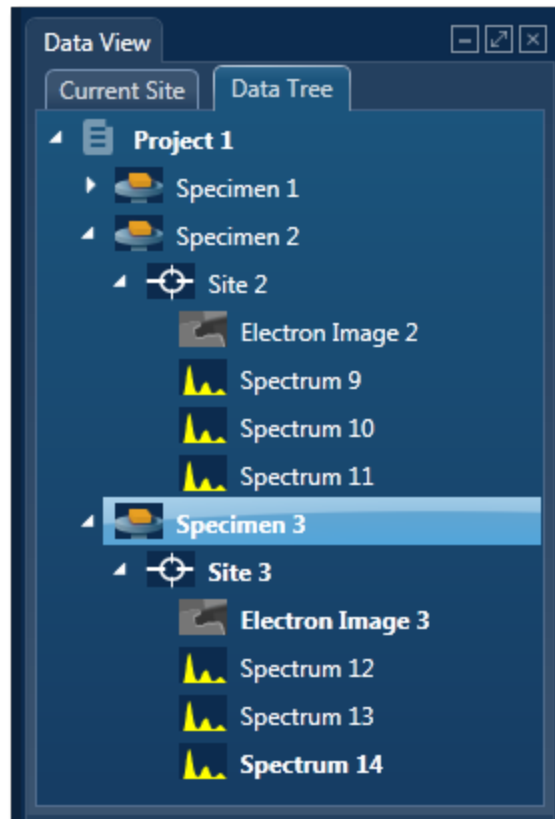 Data View
Current Site Data Tree
Project 1
Specimen 1
Specimen 2
Site 2
Electron Image 2
Spectrum 9
Spectrum 10
Spectrum 11
Specimen 3
Site 3
Electron Image 3
Spectrum 12
Spectrum 13
Spectrum 14